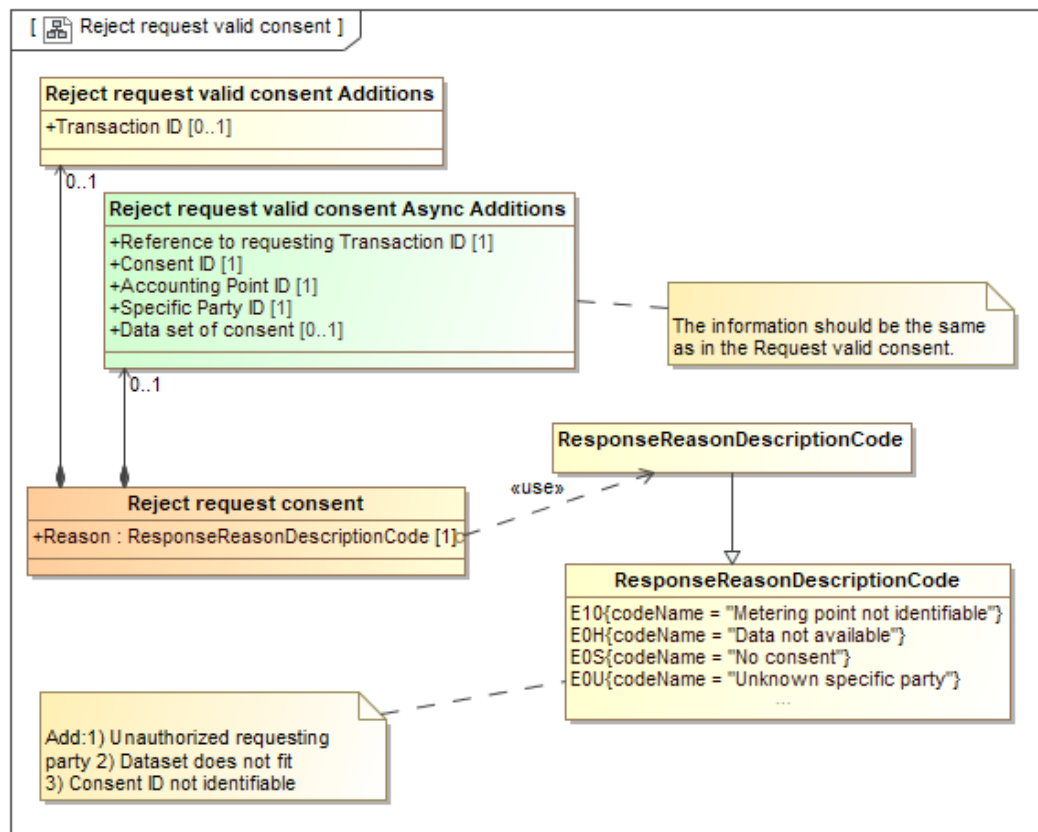 [ Reject request valid consent ]
Reject request valid consent Additions
+Transaction ID [0..1]
0..1
Reject request valid consent Async Additions
+Reference to requesting Transaction ID [1]
+Consent ID [1]
+Accounting Point ID [1]
+Specific Party ID [1]
+Data set of consent [0..1]
The information should be the same
as in the Request valid consent.
0..1
ResponseReasonDescriptionCode
«use»
Reject request consent
+Reason : ResponseReasonDescriptionCode [1]
ResponseReasonDescriptionCode
E10{codeName = "Metering point not identifiable"}
E0H{codeName = "Data not available"}
E0S{codeName = "No consent"}
E0U{codeName = "Unknown specific party"}
...
Add:1) Unauthorized requesting
party 2) Dataset does not fit
3) Consent ID not identifiable